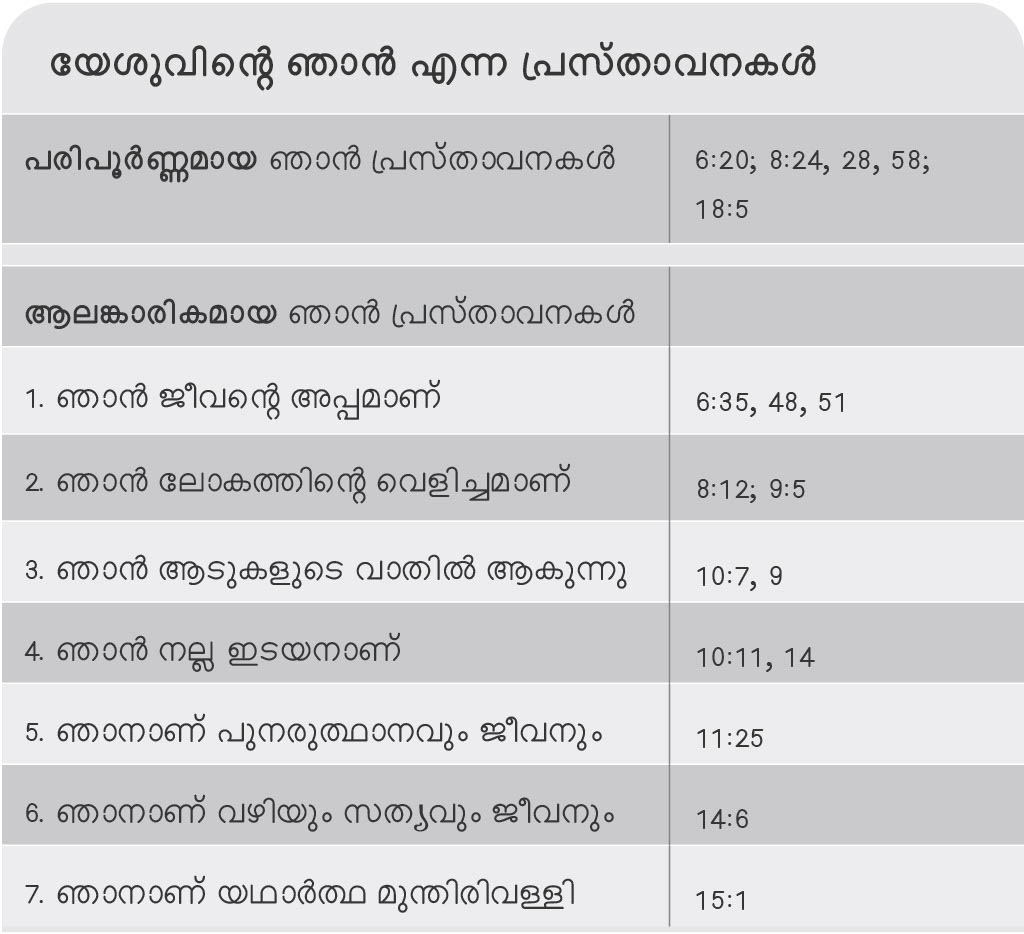 യേശുവിന്റെ ഞാൻ എന്ന പ്രസ്താവനകൾ
പരിപൂർണ്ണമായ ഞാൻ പ്രസ്താവനകൾ 6:20; 8:24, 28, 58;
18:5
ആലങ്കാരികമായ ഞാൻ പ്രസ്താവനകൾ
1. ഞാൻ ജീവന്റെ അപ്പമാണ് 6:35, 48, 51
2. ഞാൻ ലോകത്തിന്റെ വെളിച്ചമാണ് 8:12; 9:5
3. ഞാൻ ആടുകളുടെ വാതിൽ ആകുന്നു 10:7, 9
4. ഞാൻ നല്ല ഇടയനാണ് 10:11, 14
5. ഞാനാണ് പുനരുത്ഥാനവും ജീവനും 11:25
6. ഞാനാണ് വഴിയും സത്യവും ജീവനും 14:6
7. ഞാനാണ് യഥാർത്ഥ മുന്തിരിവള്ളി 15:1